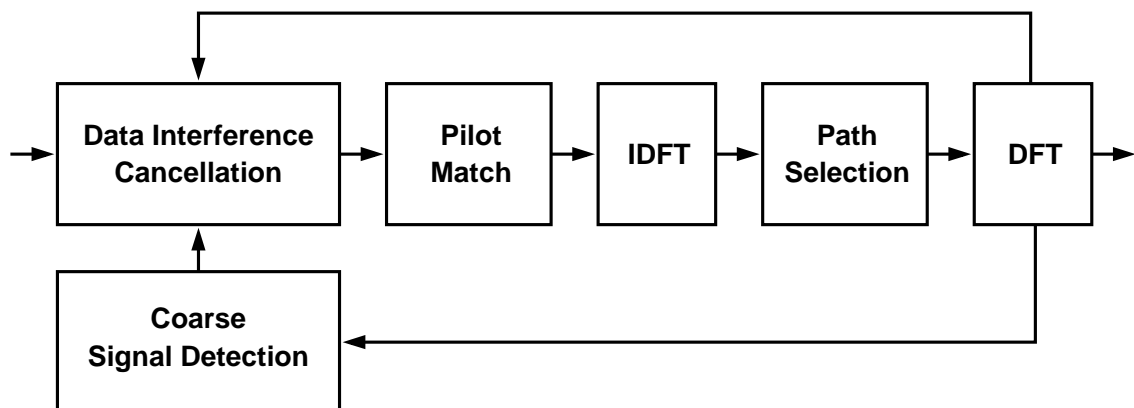 Data Interference
Cancellation
Pilot
Match
IDFT
Path
Selection
DFT
Coarse
Signal Detection